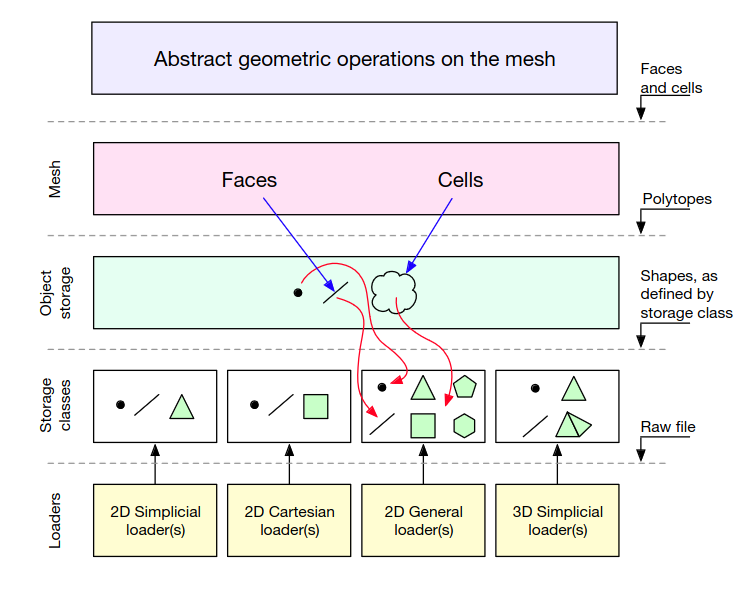 Abstract geometric operations on the mesh
Faces
and cells
Mesh
Faces
Cells
Polytopes
Object
storage
Shapes, as
defined by
storage class
Storage
classes
Raw file
Loaders
2D Simplicial
loader(s)
2D Cartesian
loader(s)
2D General
loader(s)
3D Simplicial
loader(s)